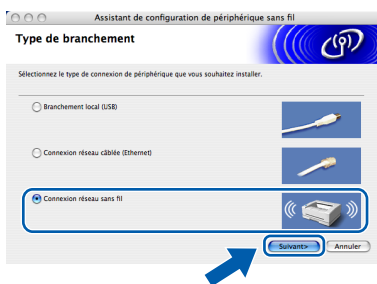 Assistant de configuration de périphérique sans fil
Type de branchement
Sélectionnez le type de connexion de périphérique que vous souhaitez installer.
Branchement local (USB)
Connexion réseau câblée (Ethernet)
Connexion réseau sans fil
Suivant>
Annuler